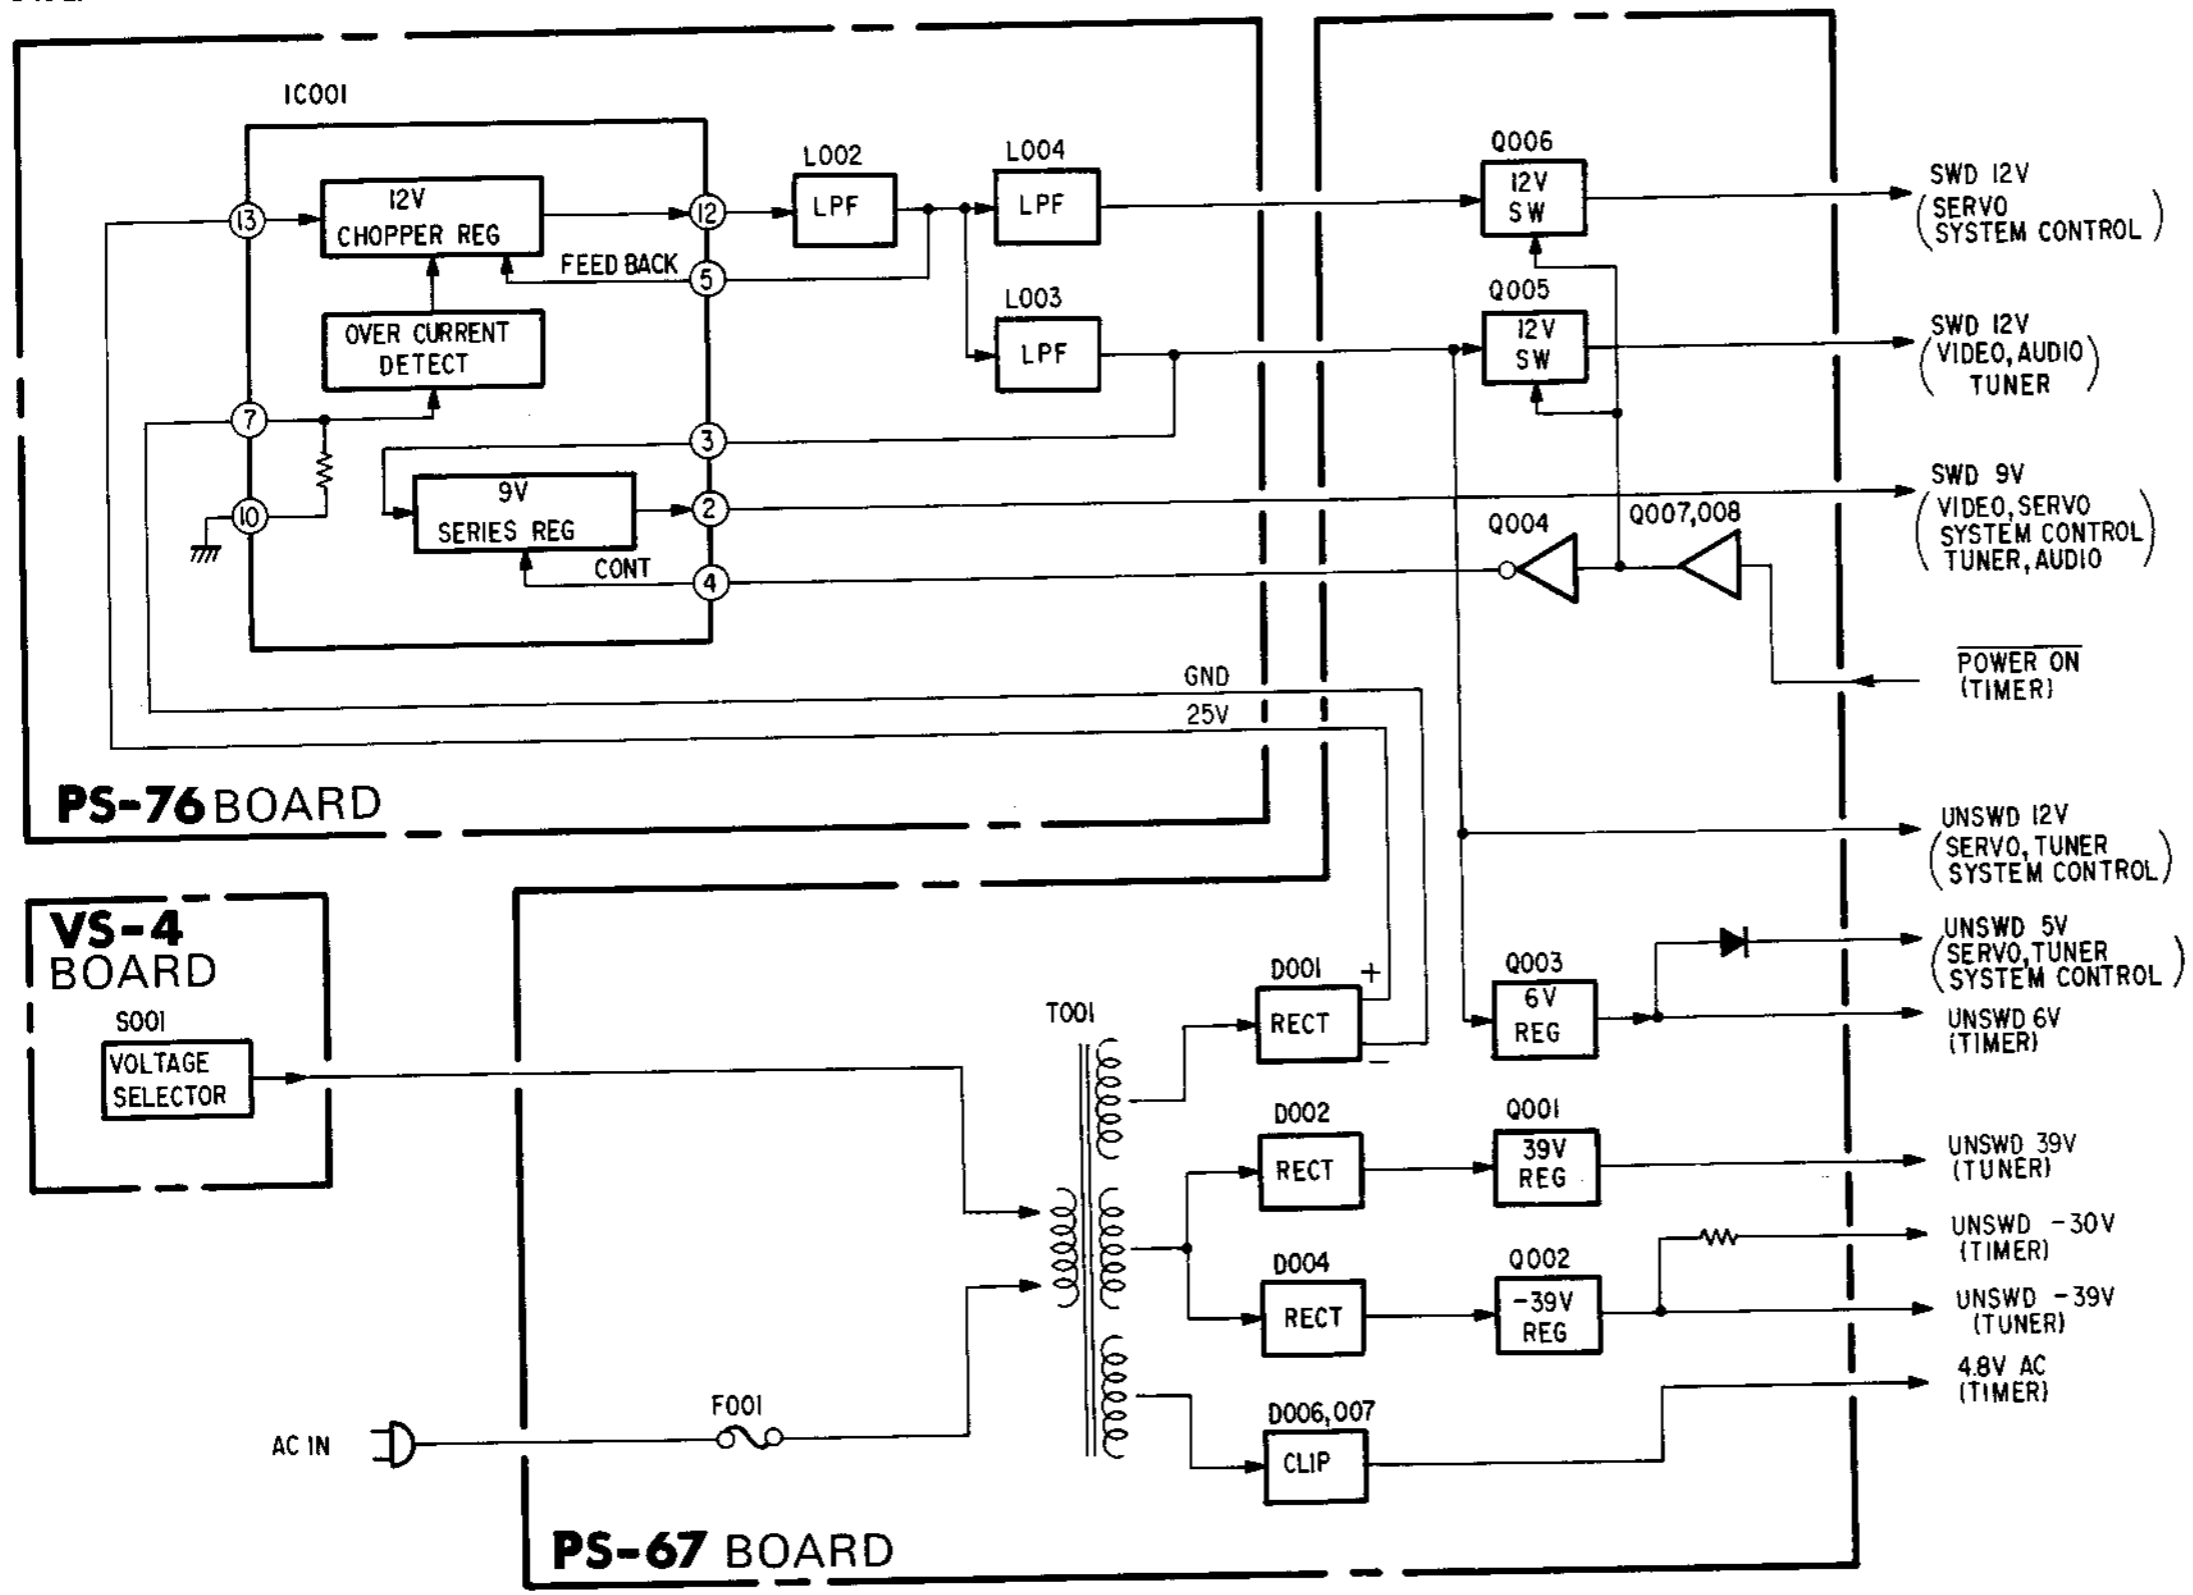 IC001
12V
CHOPPER REG
13
12
FEED BACK
5
OVER CURRENT
DETECT
7
3
10
9V
SERIES REG
2
CONT
4
L002
LPF
L004
LPF
L003
LPF
Q006
12V
SW
Q005
12V
SW
Q004
Q007,008
SWD 12V
(SERVO
SYSTEM CONTROL)
SWD 12V
(VIDEO, AUDIO
TUNER)
SWD 9V
(VIDEO, SERVO
SYSTEM CONTROL
TUNER, AUDIO)
POWER ON
(TIMER)
GND
25V
PS-76 BOARD
UNSWD 12V
(SERVO, TUNER
SYSTEM CONTROL)
UNSWD 5V
(SERVO, TUNER
SYSTEM CONTROL)
UNSWD 6V
(TIMER)
VS-4
BOARD
S001
VOLTAGE
SELECTOR
T001
D001
+
RECT
-
Q003
6V
REG
D002
RECT
Q001
39V
REG
UNSWD 39V
(TUNER)
D004
RECT
Q002
-39V
REG
UNSWD -30V
(TIMER)
UNSWD -39V
(TUNER)
4.8V AC
(TIMER)
D006,007
CLIP
F001
AC IN
PS-67 BOARD